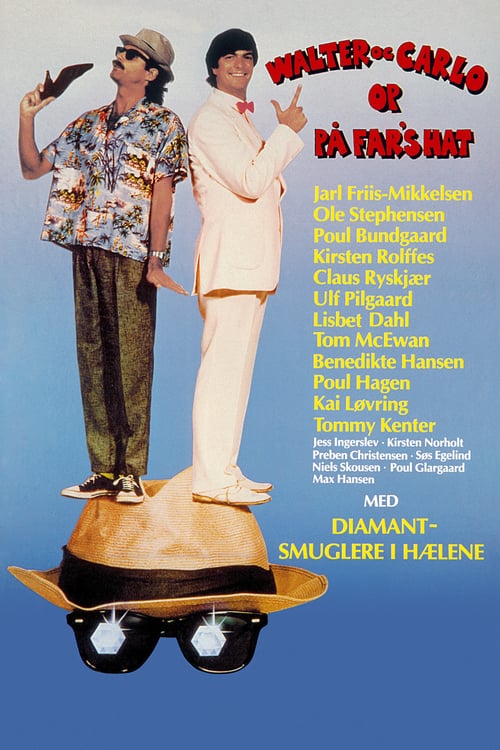 WALTER OG CARLO
OP
PÅ FAR'S HAT
Jarl Friis-Mikkelsen
Ole Stephensen
Poul Bundgaard
Kirsten Rolffes
Claus Ryskjær
Ulf Pilgaard
Lisbet Dahl
Tom McEwan
Benedikte Hansen
Poul Hagen
Kai Løvring
Tommy Kenter
Jess Ingerslev · Kirsten Norholt
Preben Christensen · Søs Egelind
Niels Skousen · Poul Glargaard
Max Hansen
MED
DIAMANT-
SMUGLERE I HÆLENE